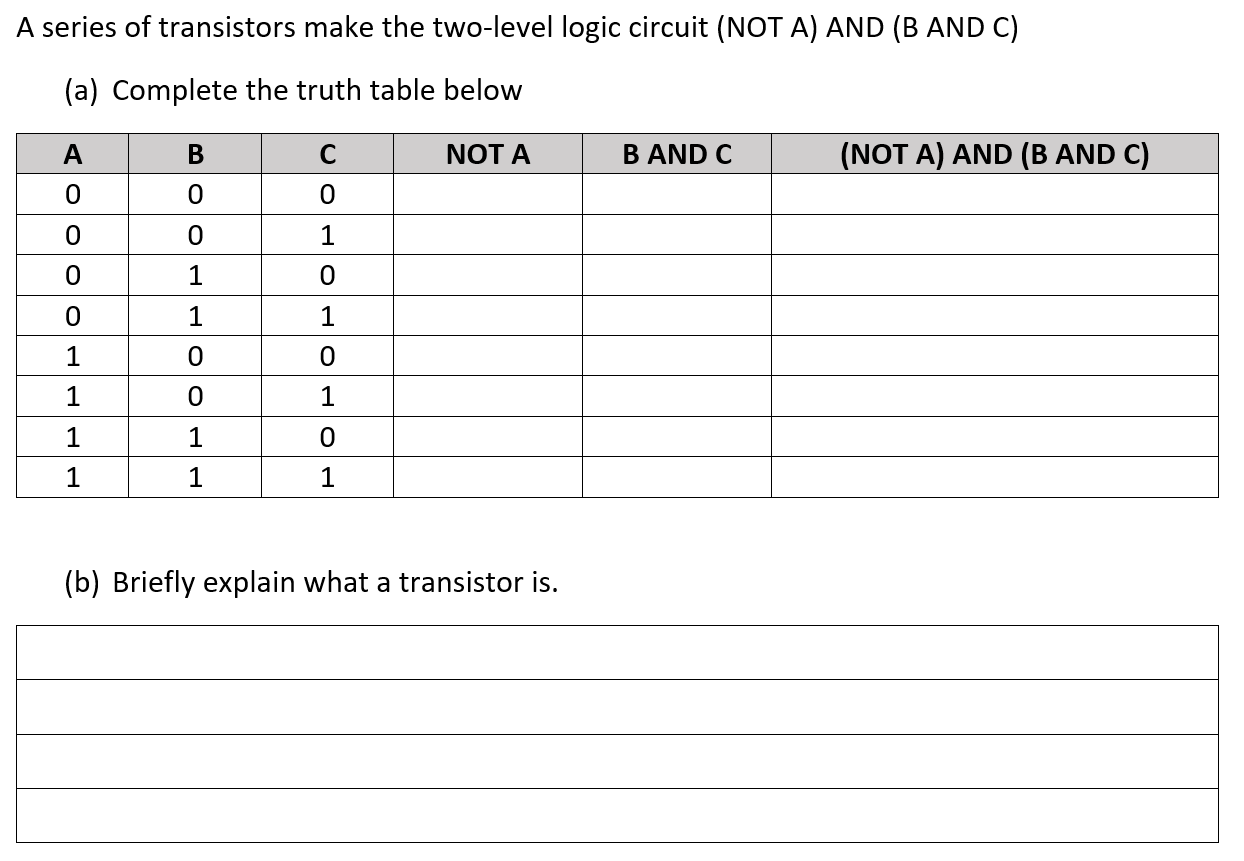 A series of transistors make the two-level logic circuit (NOT A) AND (B AND C)
(a) Complete the truth table below
A B C NOT A B AND C (NOT A) AND (B AND C)
0 0 0
0 0 1
0 1 0
0 1 1
1 0 0
1 0 1
1 1 0
1 1 1
(b) Briefly explain what a transistor is.